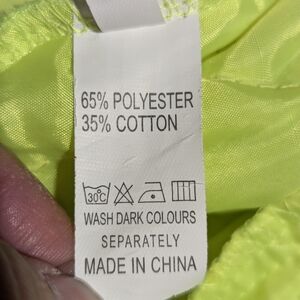 65% POLYESTER
35% COTTON
30°C
WASH DARK COLOURS
SEPARATELY
MADE IN CHINA